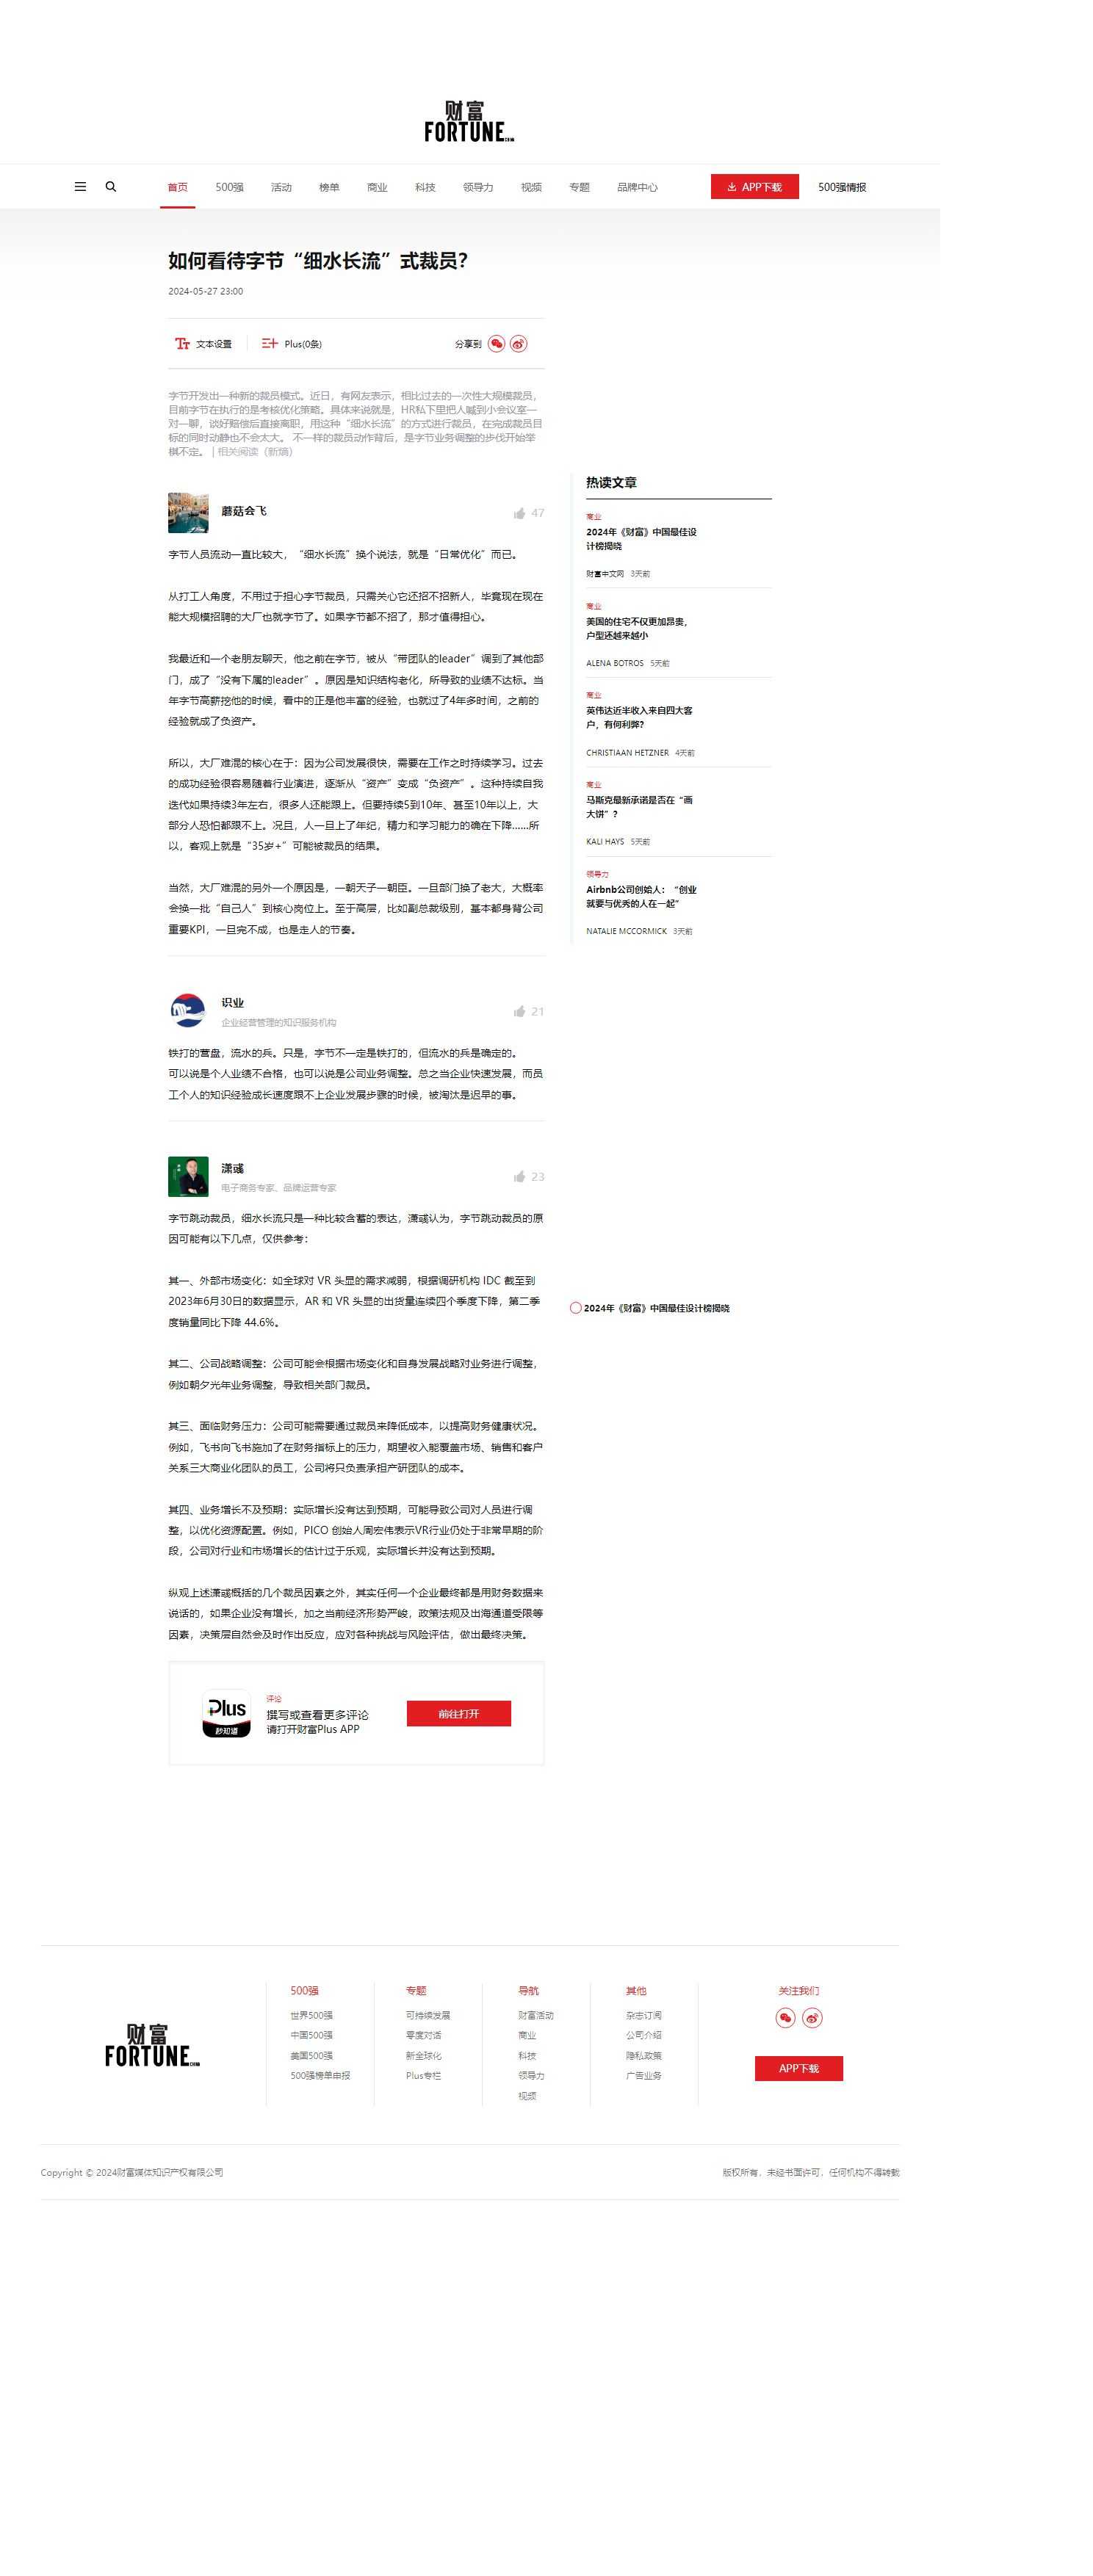 财富
FORTUNE
首页 500强 活动 榜单 商业 科技 领导力 视频 专题 品牌中心 APP下载 500强情报
如何看待字节“细水长流”式裁员？
2024-05-27 23:00
文本设置 Plus(0条) 分享到
字节开发出一种新的裁员模式。近日，有网友表示，相比过去的一次性大规模裁员，
目前字节在执行的是考核优化策略。具体来说就是，HR私下里把人喊到小会议室一
对一聊，谈好赔偿后直接离职，用这种“细水长流”的方式进行裁员，在完成裁员目
标的同时动静也不会太大。 不一样的裁员动作背后，是字节业务调整的步伐开始举
棋不定。 | 相关阅读（新熵）
蘑菇会飞
47
字节人员流动一直比较大，“细水长流”换个说法，就是“日常优化”而已。
从打工人角度，不用过于担心字节裁员，只需关心它还招不招新人，毕竟现在现在
能大规模招聘的大厂也就字节了。如果字节都不招了，那才值得担心。
我最近和一个老朋友聊天，他之前在字节，被从“带团队的leader”调到了其他部
门，成了“没有下属的leader”。原因是知识结构老化，所导致的业绩不达标。当
年字节高薪挖他的时候，看中的正是他丰富的经验，也就过了4年多时间，之前的
经验就成了负资产。
所以，大厂难混的核心在于：因为公司发展很快，需要在工作之时持续学习。过去
的成功经验很容易随着行业演进，逐渐从“资产”变成“负资产”。这种持续自我
迭代如果持续3年左右，很多人还能跟上。但要持续5到10年、甚至10年以上，大
部分人恐怕都跟不上。况且，人一旦上了年纪，精力和学习能力的确在下降……所
以，客观上就是“35岁+”可能被裁员的结果。
当然，大厂难混的另外一个原因是，一朝天子一朝臣。一旦部门换了老大，大概率
会换一批“自己人”到核心岗位上。至于高层，比如副总裁级别，基本都身背公司
重要KPI，一旦完不成，也是走人的节奏。
识业
企业经营管理的知识服务机构
21
铁打的营盘，流水的兵。只是，字节不一定是铁打的，但流水的兵是确定的。
可以说是个人业绩不合格，也可以说是公司业务调整。总之当企业快速发展，而员
工个人的知识经验成长速度跟不上企业发展步骤的时候，被淘汰是迟早的事。
潇彧
电子商务专家、品牌运营专家
23
字节跳动裁员，细水长流只是一种比较含蓄的表达，潇彧认为，字节跳动裁员的原
因可能有以下几点，仅供参考：
其一、外部市场变化：如全球对 VR 头显的需求减弱，根据调研机构 IDC 截至到
2023年6月30日的数据显示，AR 和 VR 头显的出货量连续四个季度下降，第二季
度销量同比下降 44.6%。
其二、公司战略调整：公司可能会根据市场变化和自身发展战略对业务进行调整，
例如朝夕光年业务调整，导致相关部门裁员。
其三、面临财务压力：公司可能需要通过裁员来降低成本，以提高财务健康状况。
例如，飞书向飞书施加了在财务指标上的压力，期望收入能覆盖市场、销售和客户
关系三大商业化团队的员工，公司将只负责承担产研团队的成本。
其四、业务增长不及预期：实际增长没有达到预期，可能导致公司对人员进行调
整，以优化资源配置。例如，PICO 创始人周宏伟表示VR行业仍处于非常早期的阶
段，公司对行业和市场增长的估计过于乐观，实际增长并没有达到预期。
纵观上述潇彧概括的几个裁员因素之外，其实任何一个企业最终都是用财务数据来
说话的，如果企业没有增长，加之当前经济形势严峻，政策法规及出海通道受限等
因素，决策层自然会及时作出反应，应对各种挑战与风险评估，做出最终决策。
Plus
秒知道
评论
撰写或查看更多评论
请打开财富Plus APP
前往打开
热读文章
商业
2024年《财富》中国最佳设
计榜揭晓
财富中文网 3天前
商业
美国的住宅不仅更加昂贵，
户型还越来越小
ALENA BOTROS 5天前
商业
英伟达近半收入来自四大客
户，有何利弊？
CHRISTIAAN HETZNER 4天前
商业
马斯克最新承诺是否在“画
大饼”？
KALI HAYS 5天前
领导力
Airbnb公司创始人：“创业
就要与优秀的人在一起”
NATALIE MCCORMICK 3天前
2024年《财富》中国最佳设计榜揭晓
财富
FORTUNE
500强
世界500强
中国500强
美国500强
500强榜单申报
专题
可持续发展
零度对话
新全球化
Plus专栏
导航
财富活动
商业
科技
领导力
视频
其他
杂志订阅
公司介绍
隐私政策
广告业务
关注我们
APP下载
Copyright © 2024财富媒体知识产权有限公司
版权所有，未经书面许可，任何机构不得转载